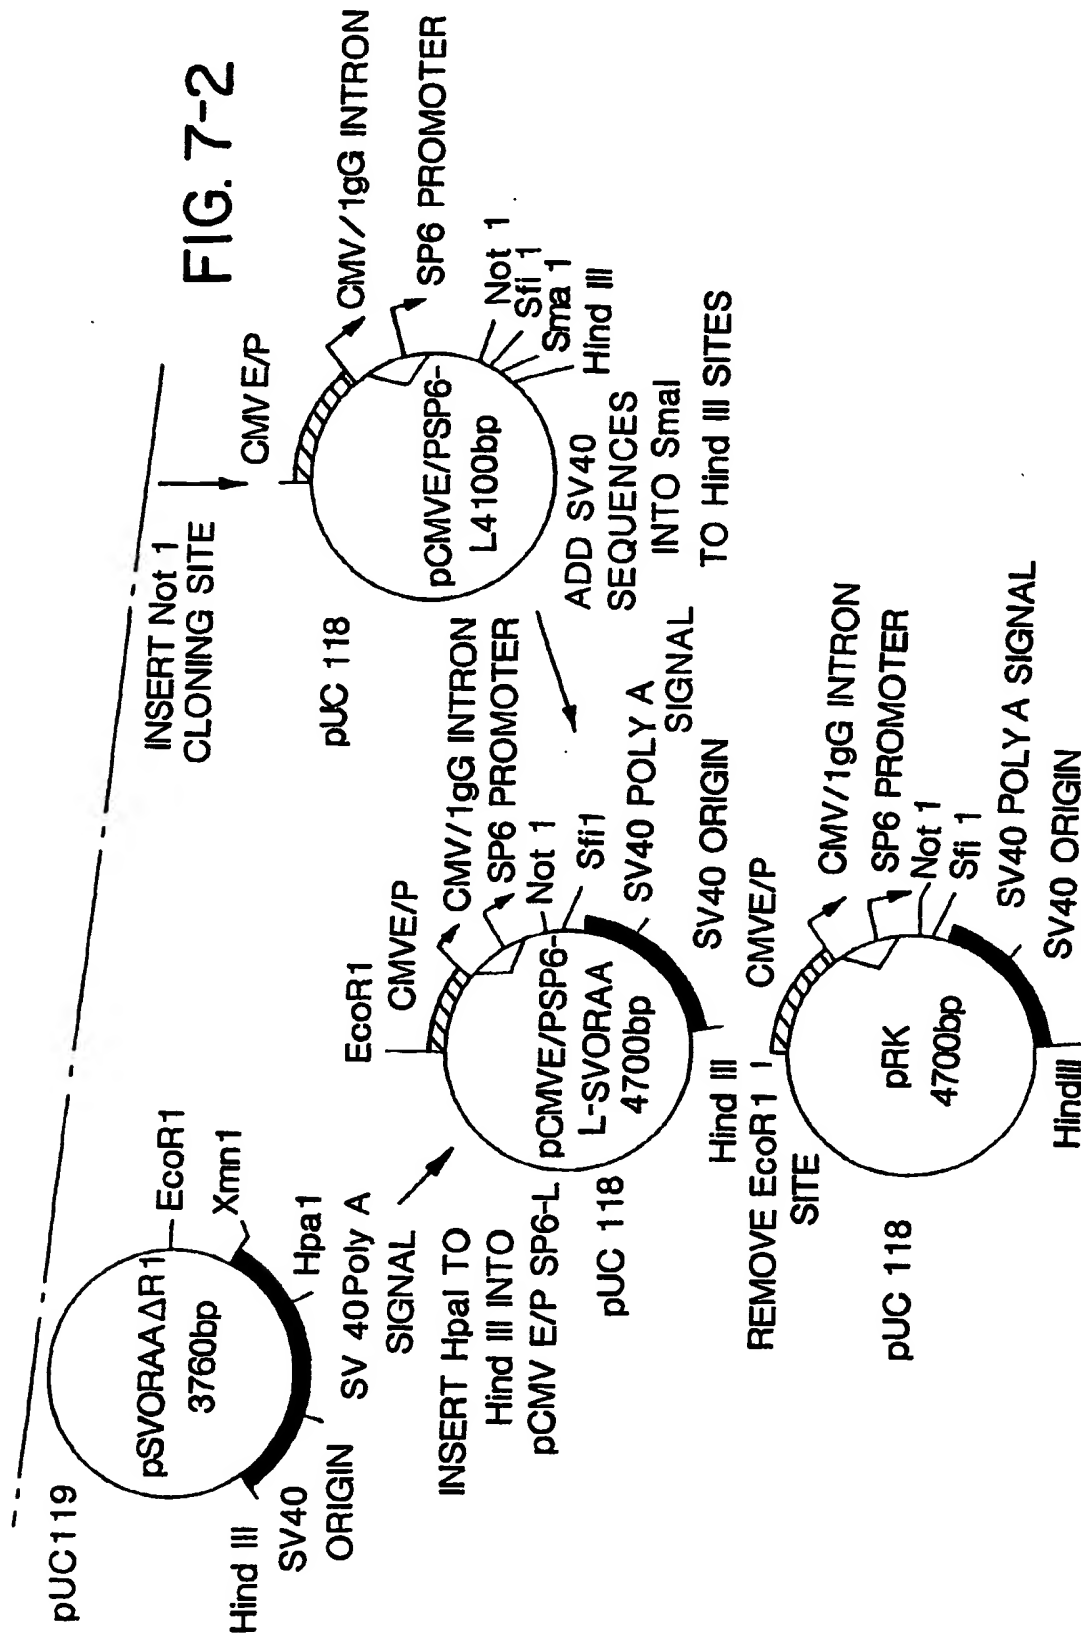 FIG. 7-2
pUC119
pSVORAAΔR1
3760bp
EcoR1
Xmn1
Hpa1
SV 40 Poly A
SIGNAL
SV40
ORIGIN
Hind III
INSERT Not 1
CLONING SITE
CMV E/P
CMV/1gG INTRON
SP6 PROMOTER
Not 1
Sfi 1
Sma 1
Hind III
pCMVE/PSP6-
L4100bp
pUC 118
ADD SV40
SEQUENCES
INTO SmaI
TO Hind III SITES
INSERT HpaI TO
Hind III INTO
pCMV E/P SP6-L
EcoR1
CMVE/P
CMV/1gG INTRON
SP6 PROMOTER
Not 1
Sfi1
SV40 POLY A
SIGNAL
SV40 ORIGIN
pCMVE/PSP6-
L-SVORAA
4700bp
Hind III
pUC 118
REMOVE EcoR1
SITE
CMVE/P
CMV/1gG INTRON
SP6 PROMOTER
Not 1
Sfi 1
SV40 POLY A SIGNAL
SV40 ORIGIN
pRK
4700bp
HindIII
pUC 118